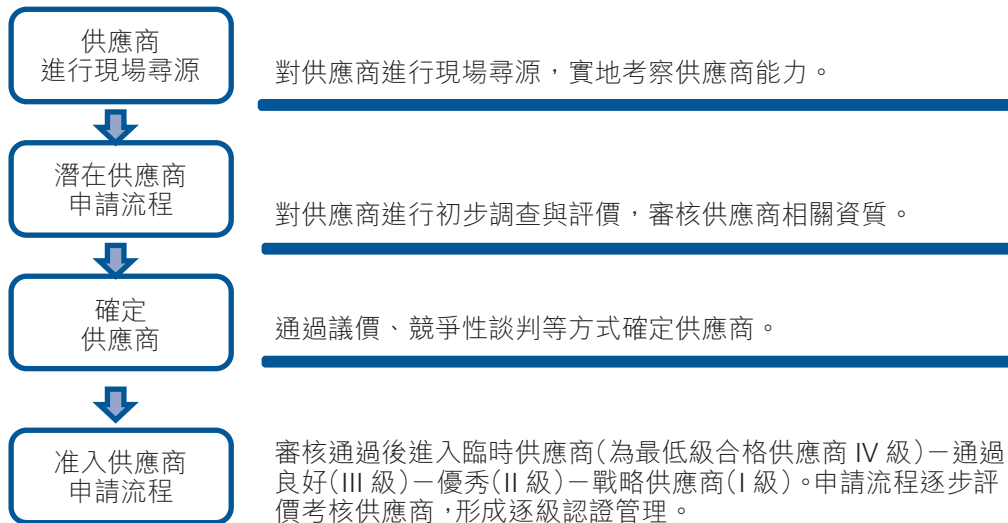 供應商
進行現場尋源
對供應商進行現場尋源，實地考察供應商能力。
潛在供應商
申請流程
對供應商進行初步調查與評價，審核供應商相關資質。
確定
供應商
通過議價、競爭性談判等方式確定供應商。
准入供應商
申請流程
審核通過後進入臨時供應商（為最低級合格供應商 IV 級）－通過
良好（III 級）－優秀（II 級）－戰略供應商（I 級）。申請流程逐步評
價考核供應商，形成逐級認證管理。